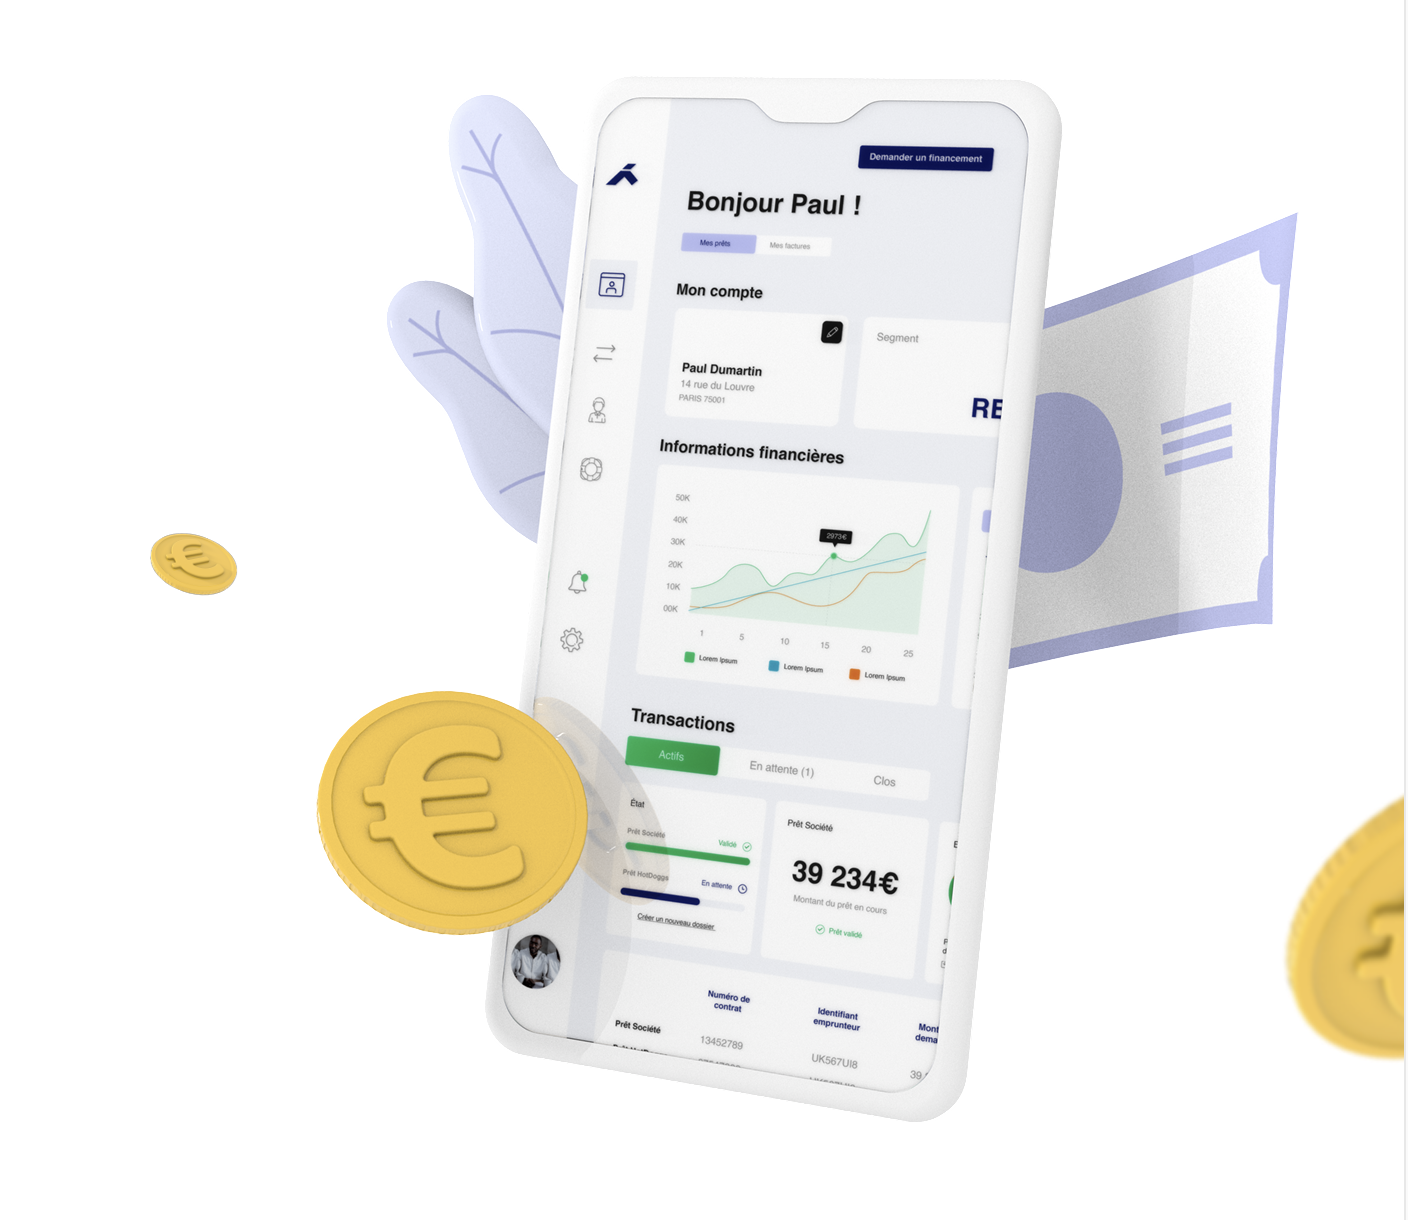 Demander un financement
Bonjour Paul !
Mes prêts
Mes factures
Mon compte
Segment
Paul Dumartin
14 rue du Louvre
PARIS 75001
RE
Informations financières
50K
40K
30K
20K
10K
00K
2973€
1 5 10 15 20 25
Lorem Ipsum
Lorem Ipsum
Lorem Ipsum
Transactions
Actifs
En attente (1)
Clos
État
Prêt Société
Validé
Prêt HotDoggs
En attente
Créer un nouveau dossier
Prêt Société
39 234€
Montant du prêt en cours
Prêt validé
Numéro de
contrat
Identifiant
emprunteur
Mont
dema
Prêt Société
13452789
UK567UI8
39